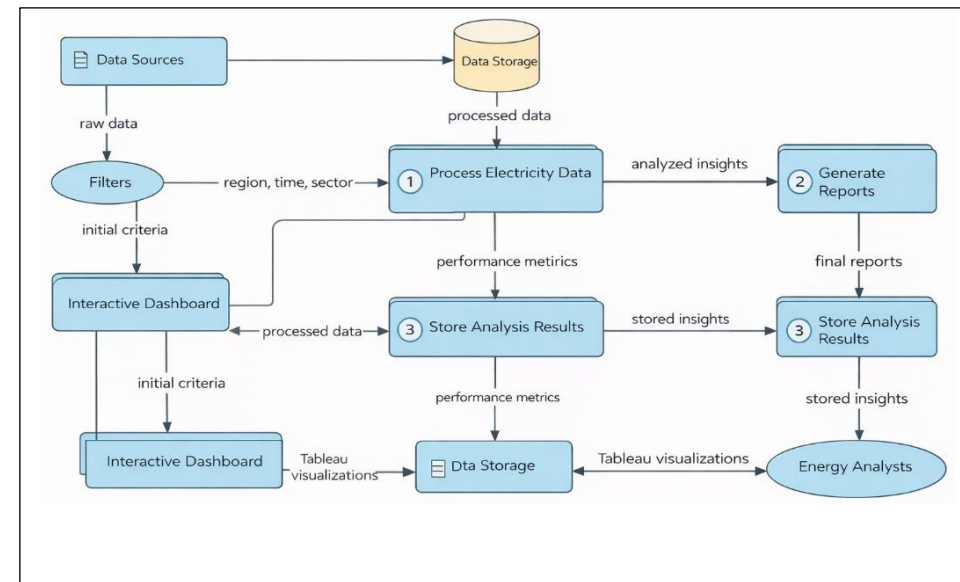 Data Sources
Data Storage
raw data
processed data
Filters
region, time, sector
1
Process Electricity Data
analyzed insights
2
Generate
Reports
initial criteria
performance metirics
final reports
Interactive Dashboard
processed data
3
Store Analysis Results
stored insights
3
Store Analysis
Results
initial criteria
performance metrics
stored insights
Interactive Dashboard
Tableau
visualizations
Dta Storage
Tableau visualizations
Energy Analysts